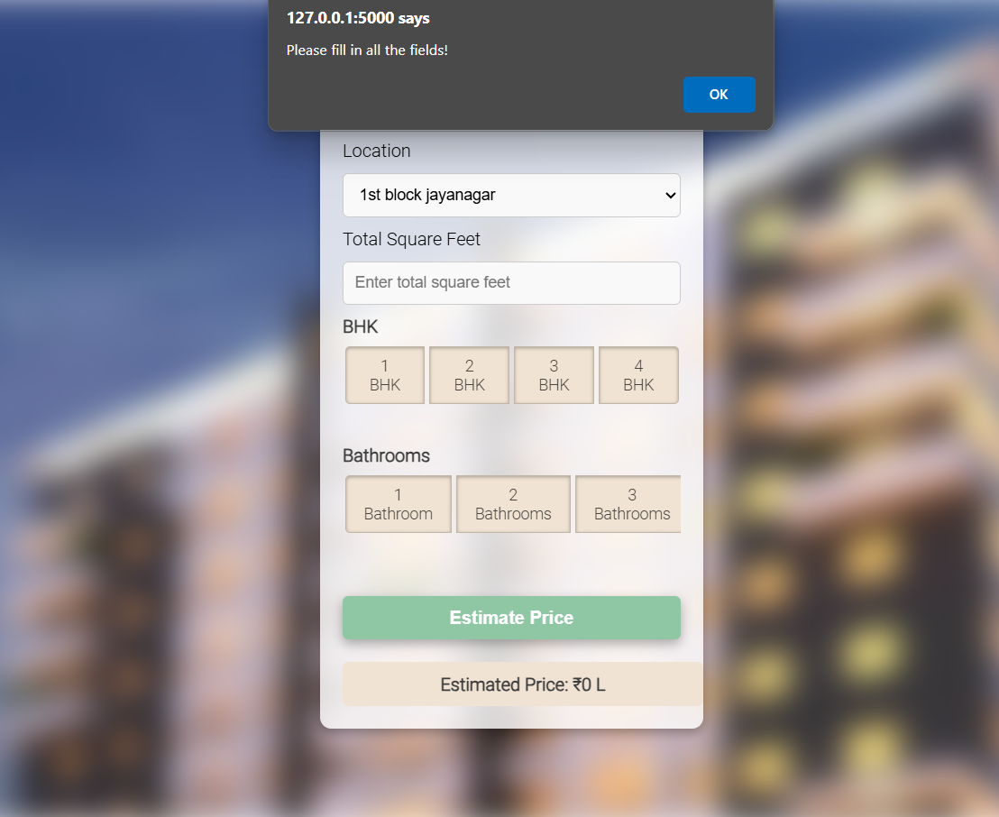 127.0.0.1:5000 says
Please fill in all the fields!
OK
Location
1st block jayanagar
Total Square Feet
Enter total square feet
BHK
1 BHK
2 BHK
3 BHK
4 BHK
Bathrooms
1 Bathroom
2 Bathrooms
3 Bathrooms
Estimate Price
Estimated Price: ₹0 L